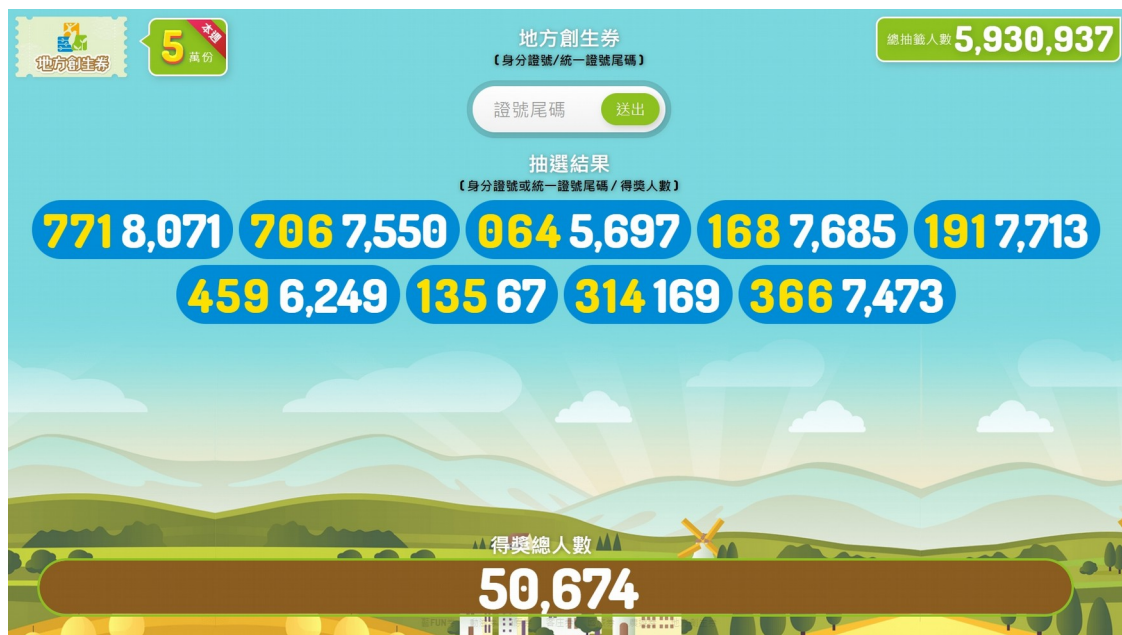 地方創生券
5萬份
本週
地方創生券
(身分證號/統一證號尾碼)
總抽籤人數 5,930,937
證號尾碼 送出
抽選結果
(身分證號或統一證號尾碼/得獎人數)
771 8,071 706 7,550 064 5,697 168 7,685 191 7,713
459 6,249 135 67 314 169 366 7,473
得獎總人數
50,674